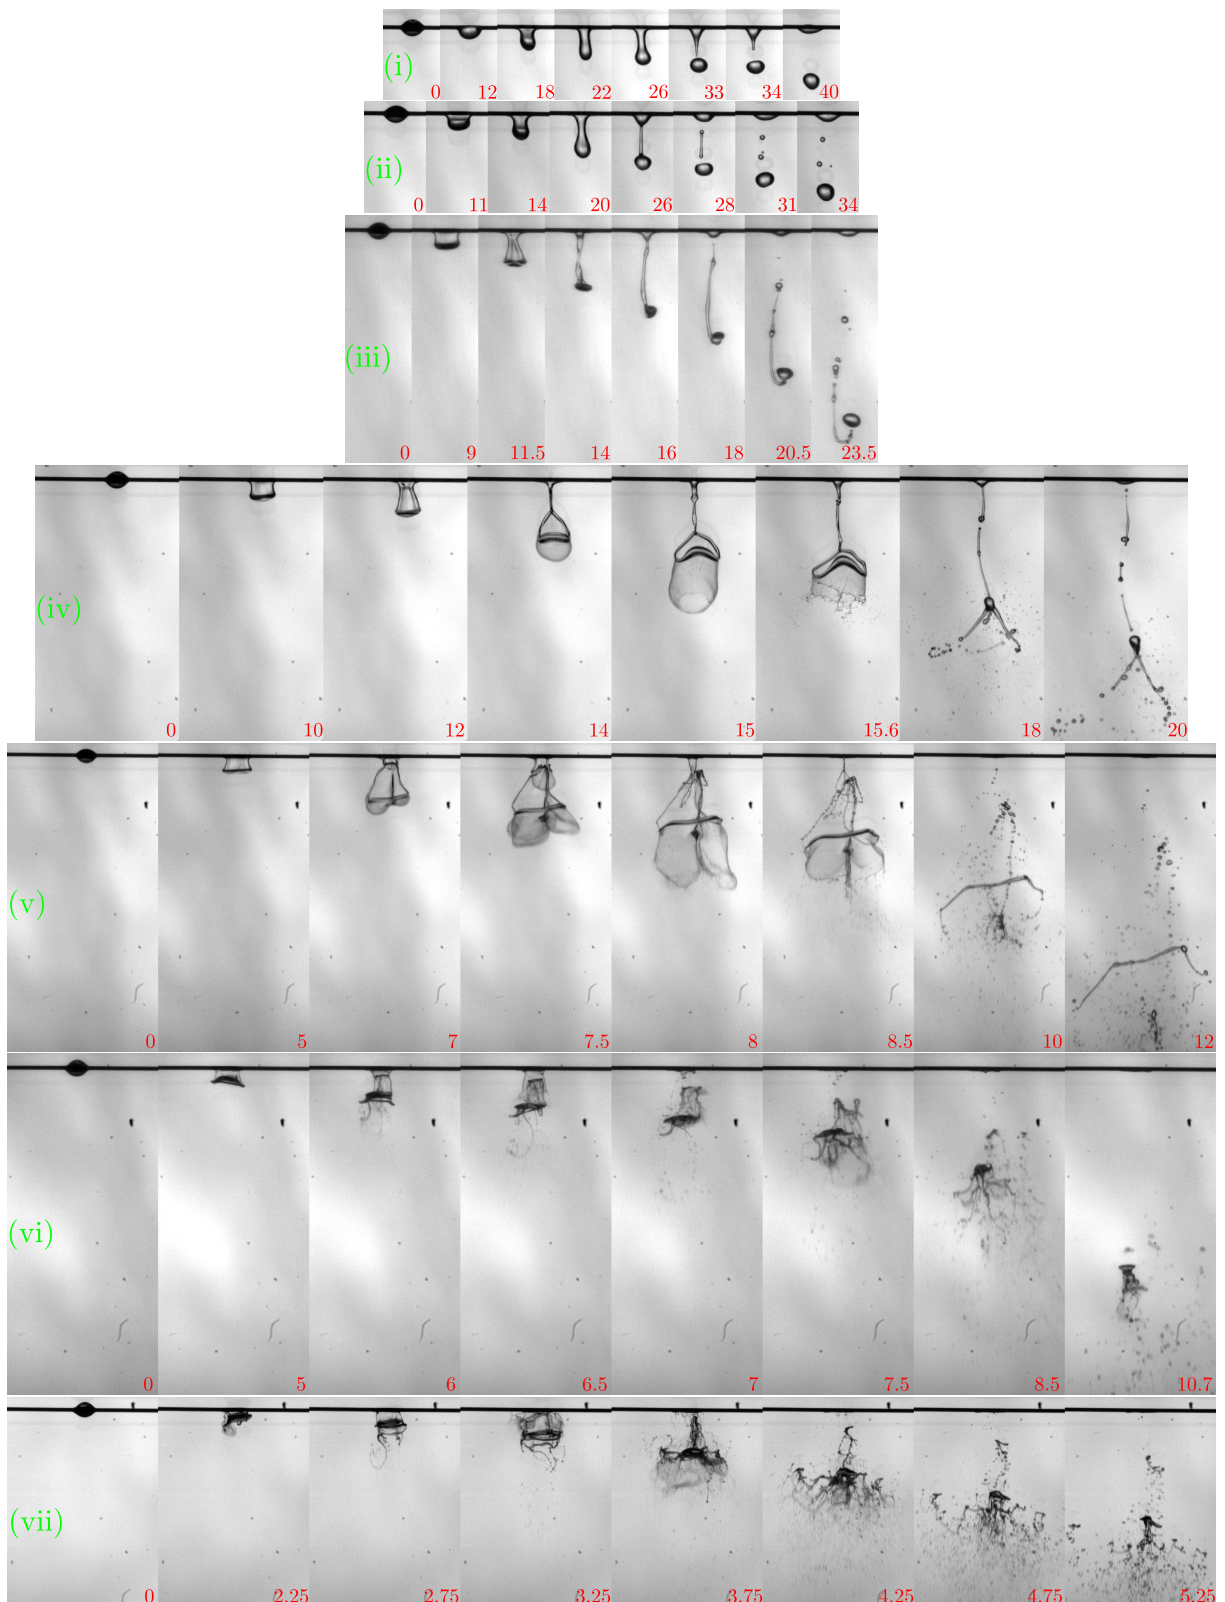 (i)
0 12 18 22 26 33 34 40
(ii)
0 11 14 20 26 28 31 34
(iii)
0 9 11.5 14 16 18 20.5 23.5
(iv)
0 10 12 14 15 15.6 18 20
(v)
0 5 7 7.5 8 8.5 10 12
(vi)
0 5 6 6.5 7 7.5 8.5 10.7
(vii)
0 2.25 2.75 3.25 3.75 4.25 4.75 5.25